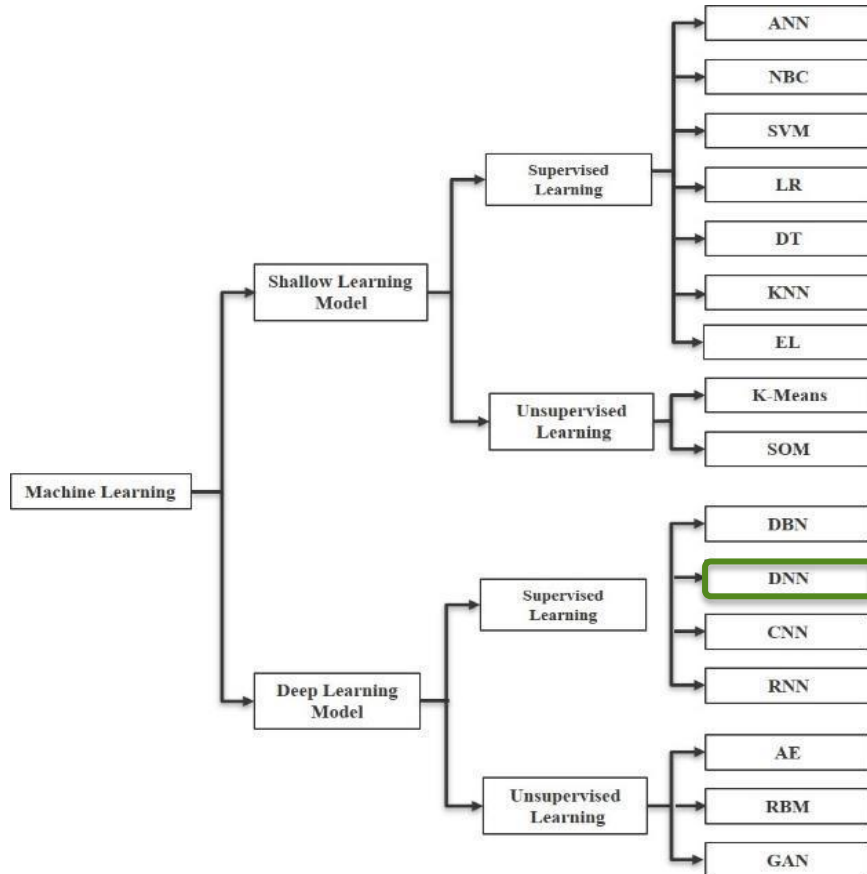 ANN
NBC
SVM
Supervised
Learning
LR
DT
Shallow Learning
Model
KNN
EL
K-Means
Unsupervised
Learning
SOM
Machine Learning
DBN
DNN
Supervised
Learning
CNN
RNN
Deep Learning
Model
AE
Unsupervised
Learning
RBM
GAN